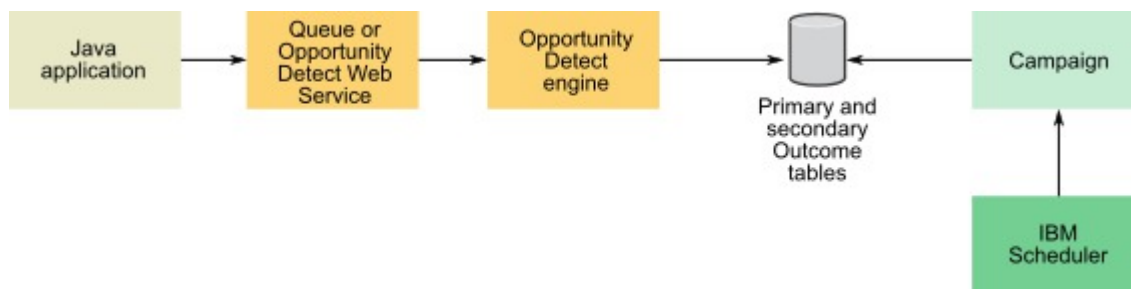 Java
application
Queue or
Opportunity
Detect Web
Service
Opportunity
Detect
engine
Primary and
secondary
Outcome
tables
Campaign
IBM
Scheduler